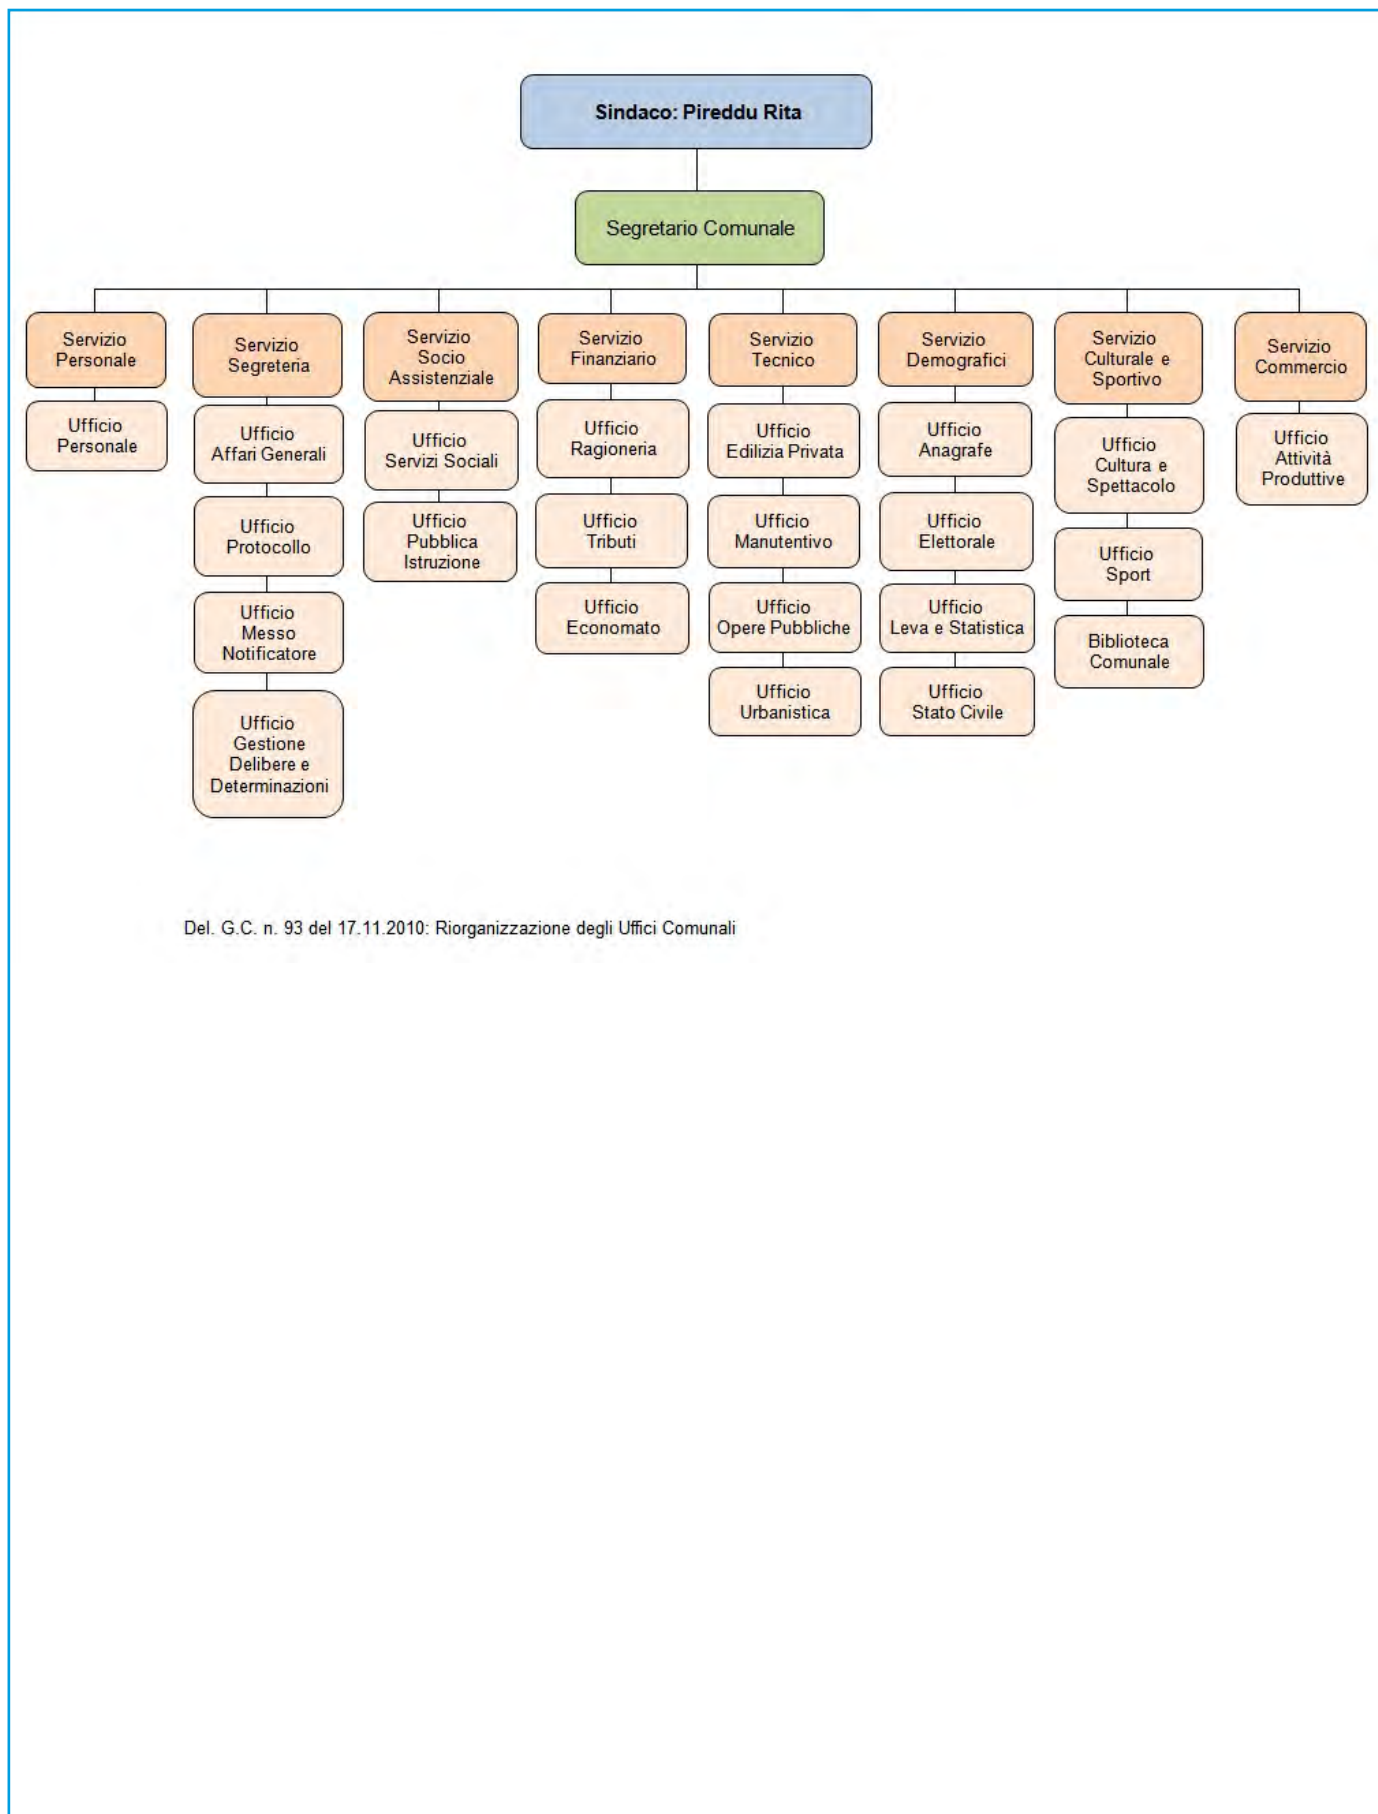 Sindaco: Pireddu Rita
Segretario Comunale
Servizio
Personale
Ufficio
Personale
Servizio
Segreteria
Ufficio
Affari Generali
Ufficio
Protocollo
Ufficio
Messo
Notificatore
Ufficio
Gestione
Delibere e
Determinazioni
Servizio
Socio
Assistenziale
Ufficio
Servizi Sociali
Ufficio
Pubblica
Istruzione
Servizio
Finanziario
Ufficio
Ragioneria
Ufficio
Tributi
Ufficio
Economato
Servizio
Tecnico
Ufficio
Edilizia Privata
Ufficio
Manutentivo
Ufficio
Opere Pubbliche
Ufficio
Urbanistica
Servizio
Demografici
Ufficio
Anagrafe
Ufficio
Elettorale
Ufficio
Leva e Statistica
Ufficio
Stato Civile
Servizio
Culturale e
Sportivo
Ufficio
Cultura e
Spettacolo
Ufficio
Sport
Biblioteca
Comunale
Servizio
Commercio
Ufficio
Attività
Produttive
Del. G.C. n. 93 del 17.11.2010: Riorganizzazione degli Uffici Comunali